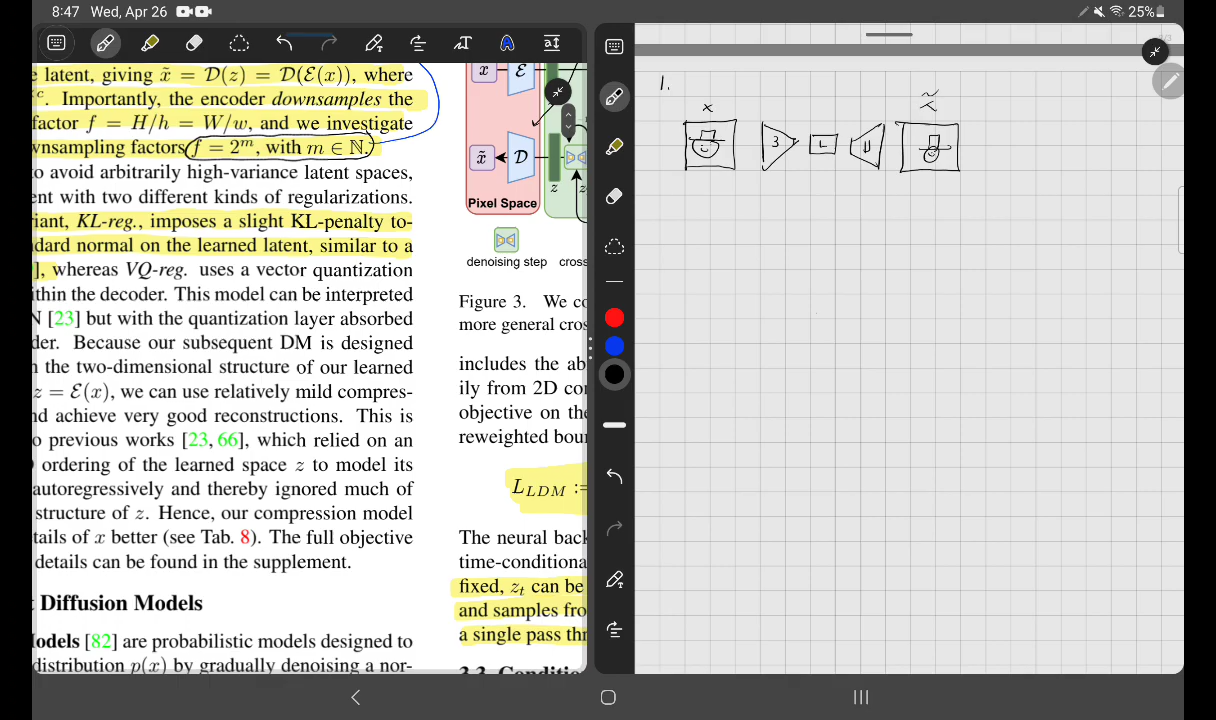 8:47 Wed, Apr 26
25%
e latent, giving x̃ = D(z) = D(E(x)), where
c. Importantly, the encoder downsamples the
factor f = H/h = W/w, and we investigate
wnsampling factors f = 2^m, with m ∈ ℕ.
to avoid arbitrarily high-variance latent spaces,
ent with two different kinds of regularizations.
riant, KL-reg., imposes a slight KL-penalty to-
dard normal on the learned latent, similar to a
], whereas VQ-reg. uses a vector quantization
ithin the decoder. This model can be interpreted
N [23] but with the quantization layer absorbed
der. Because our subsequent DM is designed
h the two-dimensional structure of our learned
z = E(x), we can use relatively mild compres-
nd achieve very good reconstructions. This is
o previous works [23, 66], which relied on an
ordering of the learned space z to model its
autoregressively and thereby ignored much of
structure of z. Hence, our compression model
tails of x better (see Tab. 8). The full objective
details can be found in the supplement.
t Diffusion Models
Models [82] are probabilistic models designed to
distribution p(x) by gradually denoising a nor-
x E
x̃ D
z
Pixel Space
denoising step cross
Figure 3. We co
more general cros
includes the ab
ily from 2D con
objective on the
reweighted bour
L_LDM :=
The neural back
time-conditiona
fixed, z_t can be
and samples fro
a single pass thr
3.3. Condition
1.
x x̃